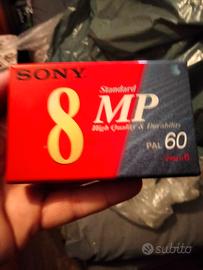 SONY
Standard
8 MP
High Quality & Durability
PAL 60
subito